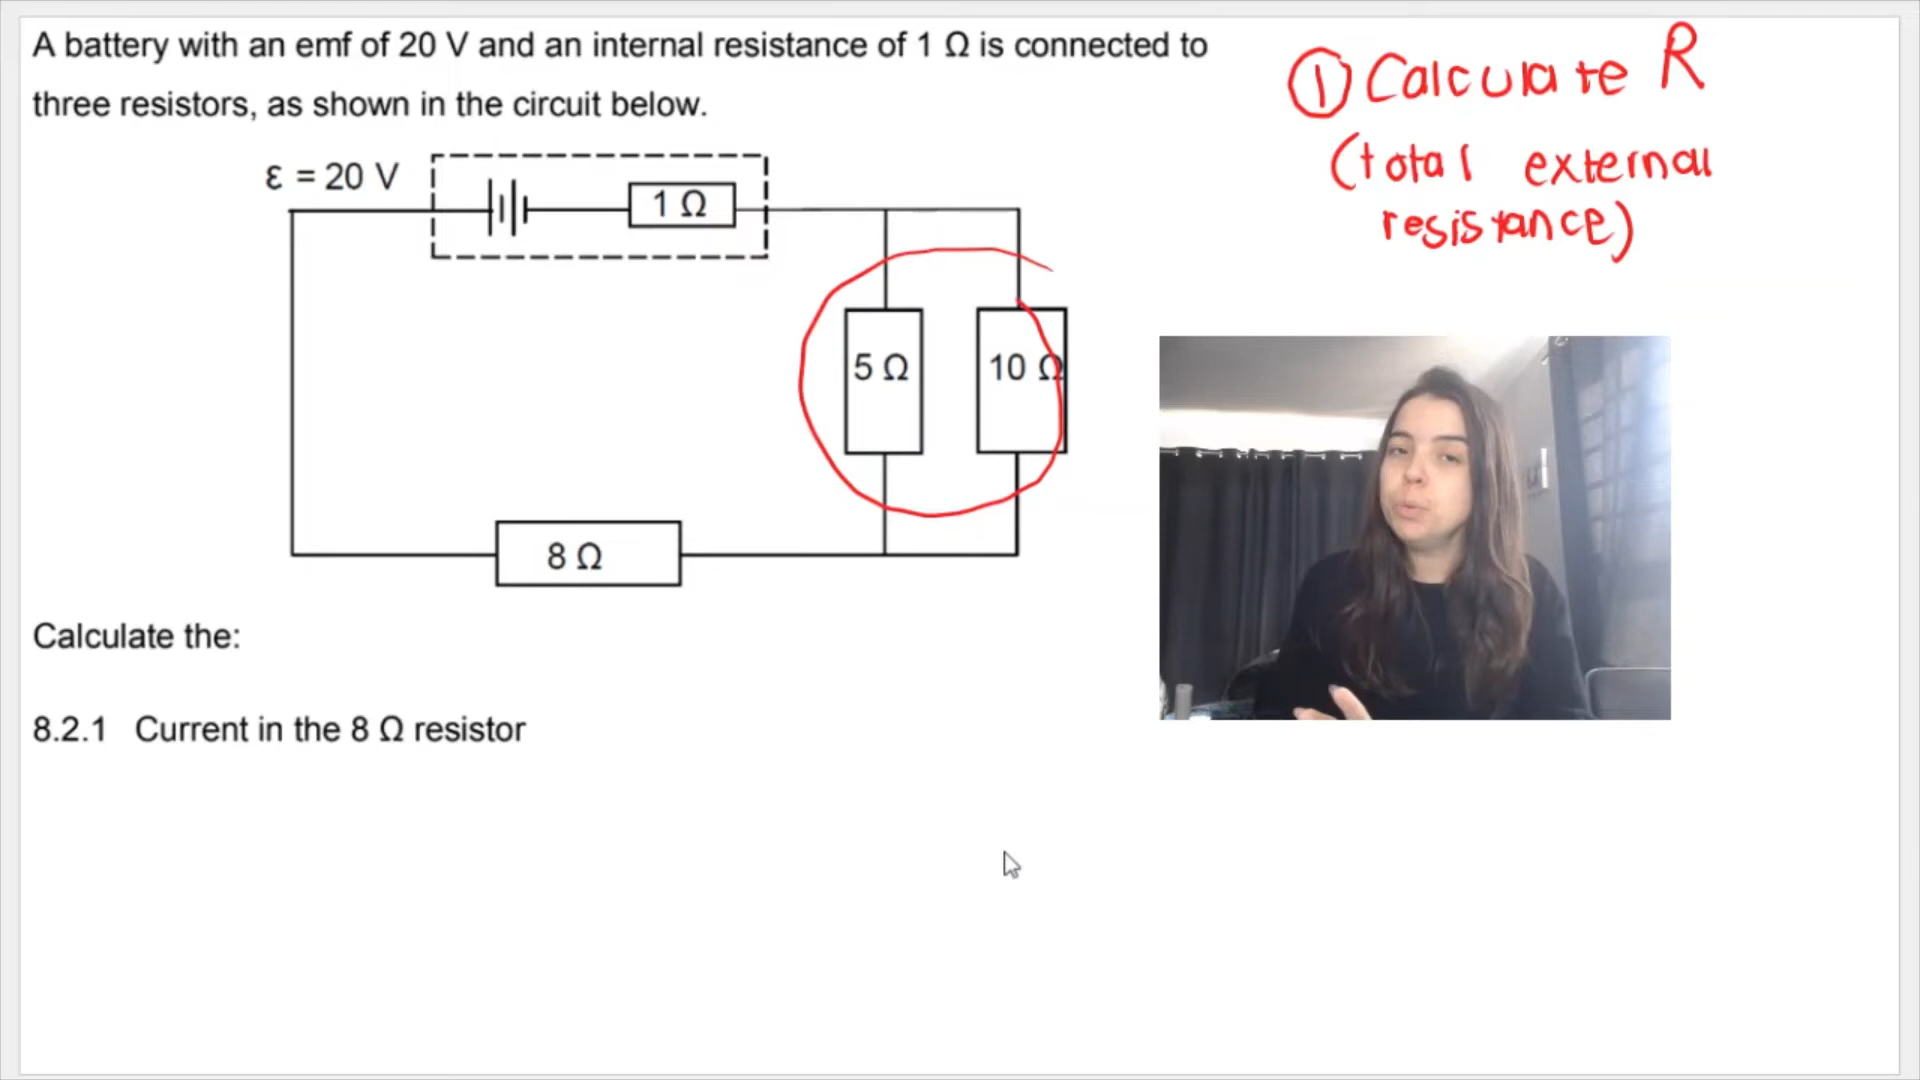 A battery with an emf of 20 V and an internal resistance of 1 Ω is connected to
three resistors, as shown in the circuit below.
① Calculate R
(total external
resistance)
ε = 20 V
1 Ω
5 Ω
10 Ω
8 Ω
Calculate the:
8.2.1 Current in the 8 Ω resistor